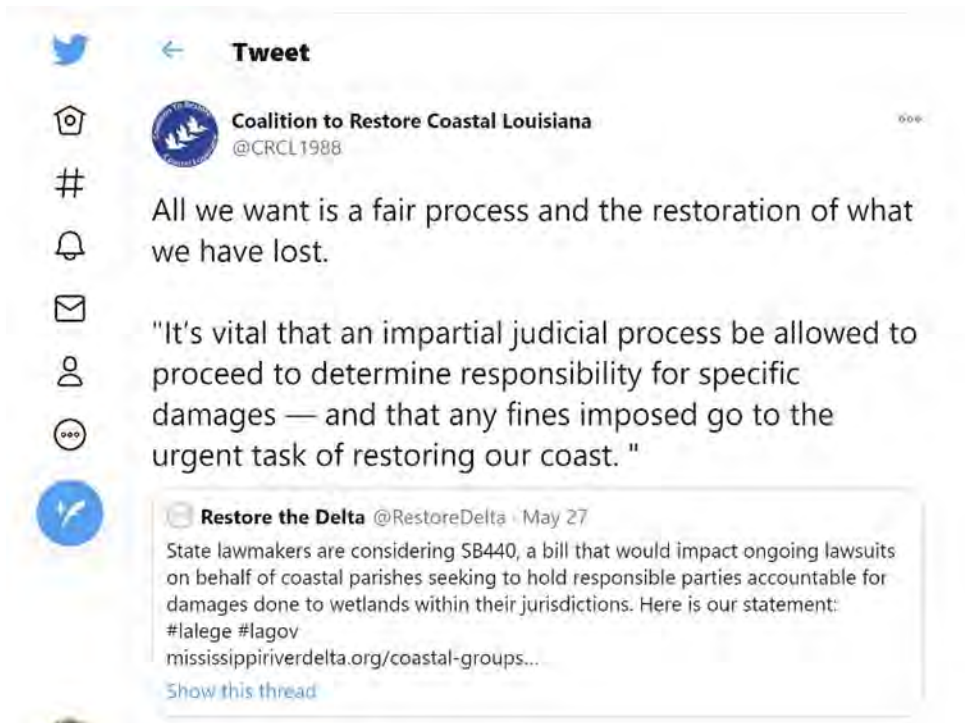 Tweet
Coalition to Restore Coastal Louisiana
@CRCL1988
All we want is a fair process and the restoration of what
we have lost.
"It's vital that an impartial judicial process be allowed to
proceed to determine responsibility for specific
damages — and that any fines imposed go to the
urgent task of restoring our coast. "
Restore the Delta @RestoreDelta · May 27
State lawmakers are considering SB440, a bill that would impact ongoing lawsuits
on behalf of coastal parishes seeking to hold responsible parties accountable for
damages done to wetlands within their jurisdictions. Here is our statement:
#lalege #lagov
mississippiriverdelta.org/coastal-groups...
Show this thread